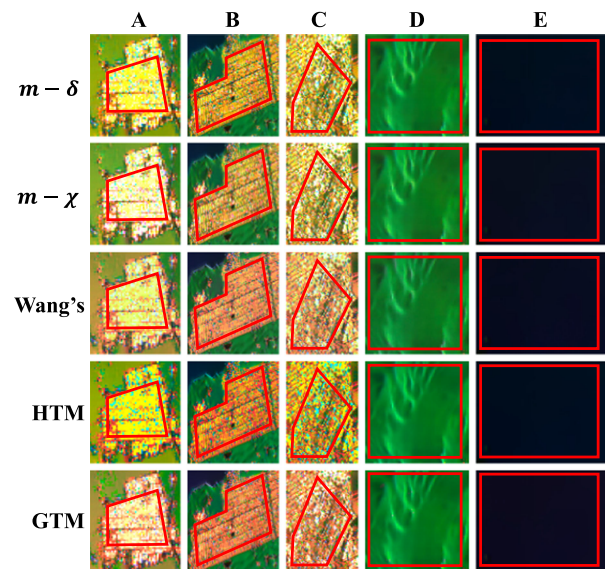 A B C D E
m − δ
m − χ
Wang's
HTM
GTM